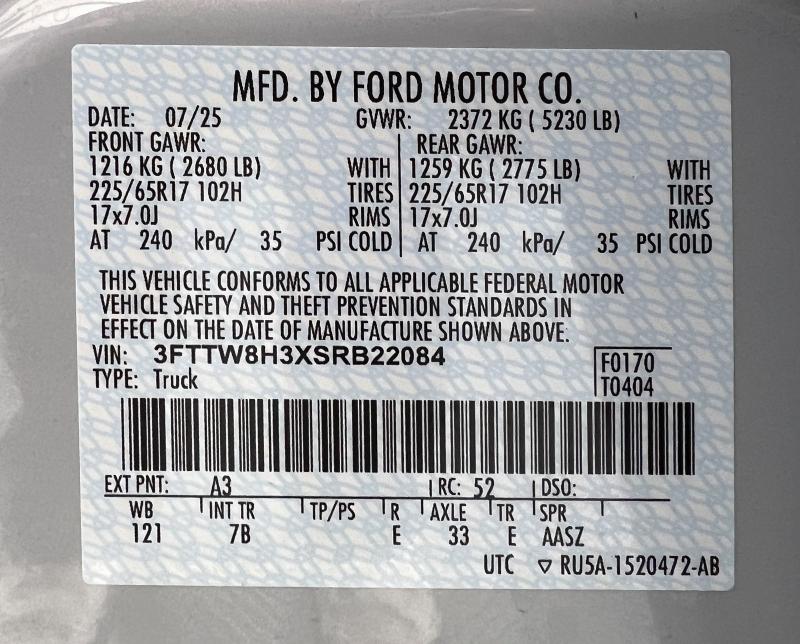 MFD. BY FORD MOTOR CO.
DATE: 07/25 GVWR: 2372 KG ( 5230 LB)
FRONT GAWR: REAR GAWR:
1216 KG ( 2680 LB) WITH 1259 KG ( 2775 LB) WITH
225/65R17 102H TIRES 225/65R17 102H TIRES
17x7.0J RIMS 17x7.0J RIMS
AT 240 kPa/ 35 PSI COLD AT 240 kPa/ 35 PSI COLD
THIS VEHICLE CONFORMS TO ALL APPLICABLE FEDERAL MOTOR
VEHICLE SAFETY AND THEFT PREVENTION STANDARDS IN
EFFECT ON THE DATE OF MANUFACTURE SHOWN ABOVE.
VIN: 3FTTW8H3XSRB22084 F0170
TYPE: Truck T0404
EXT PNT: A3 RC: 52 DSO:
WB INT TR TP/PS R AXLE TR SPR
121 7B E 33 E AASZ
UTC ▽ RU5A-1520472-AB